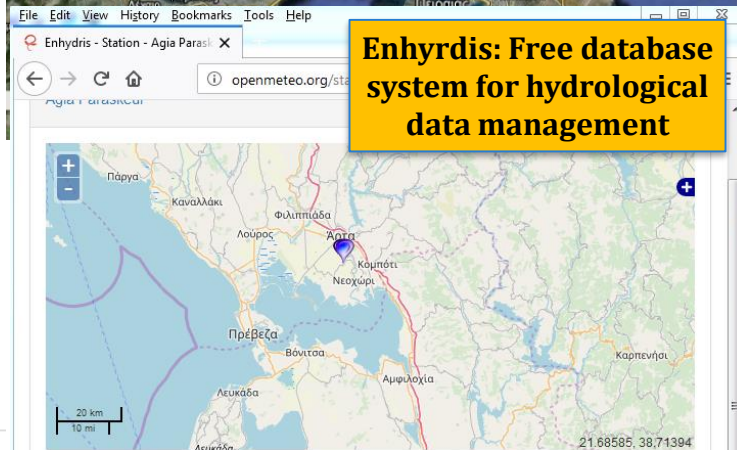 File Edit View History Bookmarks Tools Help
Enhydris - Station - Agia Parask
openmeteo.org/sta
Enhyrdis: Free database
system for hydrological
data management
Πάργα
Καναλλάκι
Φιλιππιάδα
Λούρος
Άρτα
Κομπότι
Νεοχώρι
Πρέβεζα
Βόνιτσα
Καρπενήσι
Αμφιλοχία
Λευκάδα
20 km
10 mi
Λευκάδα
21.68585, 38.71394